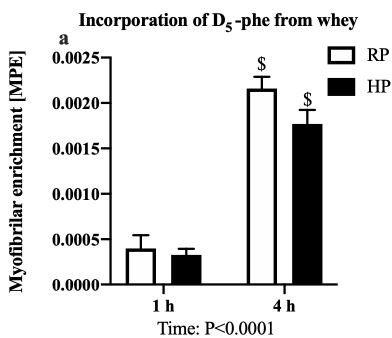 Incorporation of D5-phe from whey
a
Myofibrilar enrichment [MPE]
0.0025
0.0020
0.0015
0.0010
0.0005
0.0000
$
$
RP
HP
1 h
4 h
Time: P<0.0001